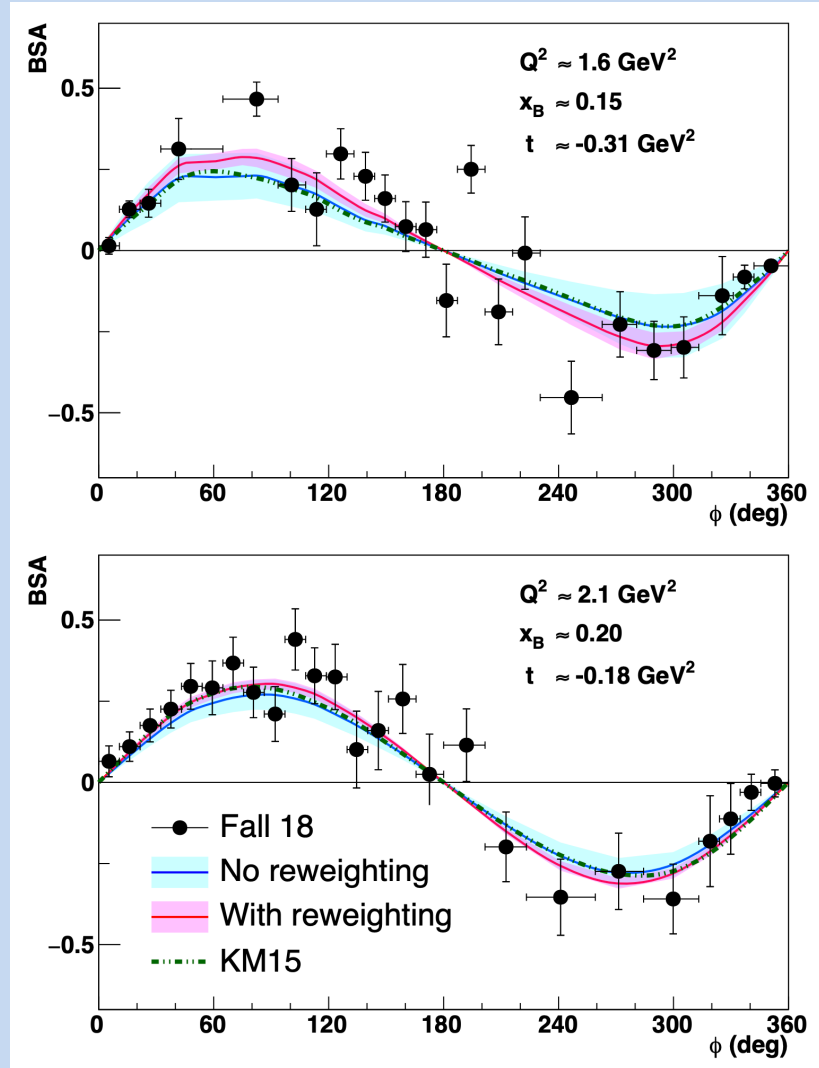 BSA
Q² ≈ 1.6 GeV²
x_B ≈ 0.15
t ≈ -0.31 GeV²
0.5
0
−0.5
0 60 120 180 240 300 360
ϕ (deg)
BSA
Q² ≈ 2.1 GeV²
x_B ≈ 0.20
t ≈ -0.18 GeV²
0.5
0
Fall 18
No reweighting
With reweighting
−0.5
KM15
0 60 120 180 240 300 360
ϕ (deg)